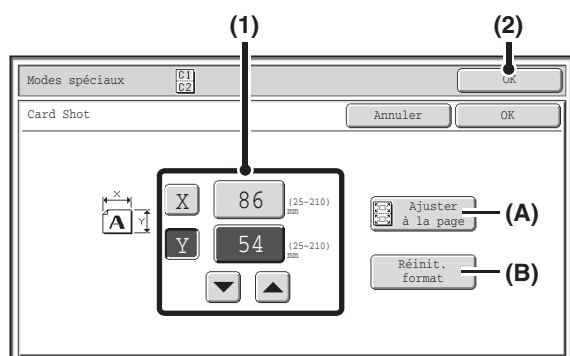 (1)
(2)
Modes spéciaux
C1
C2
OK
Card Shot
Annuler
OK
X
86
(25~210)
mm
X
A
Y
Y
54
(25~210)
mm
Ajuster
à la page
(A)
Réinit.
format
(B)